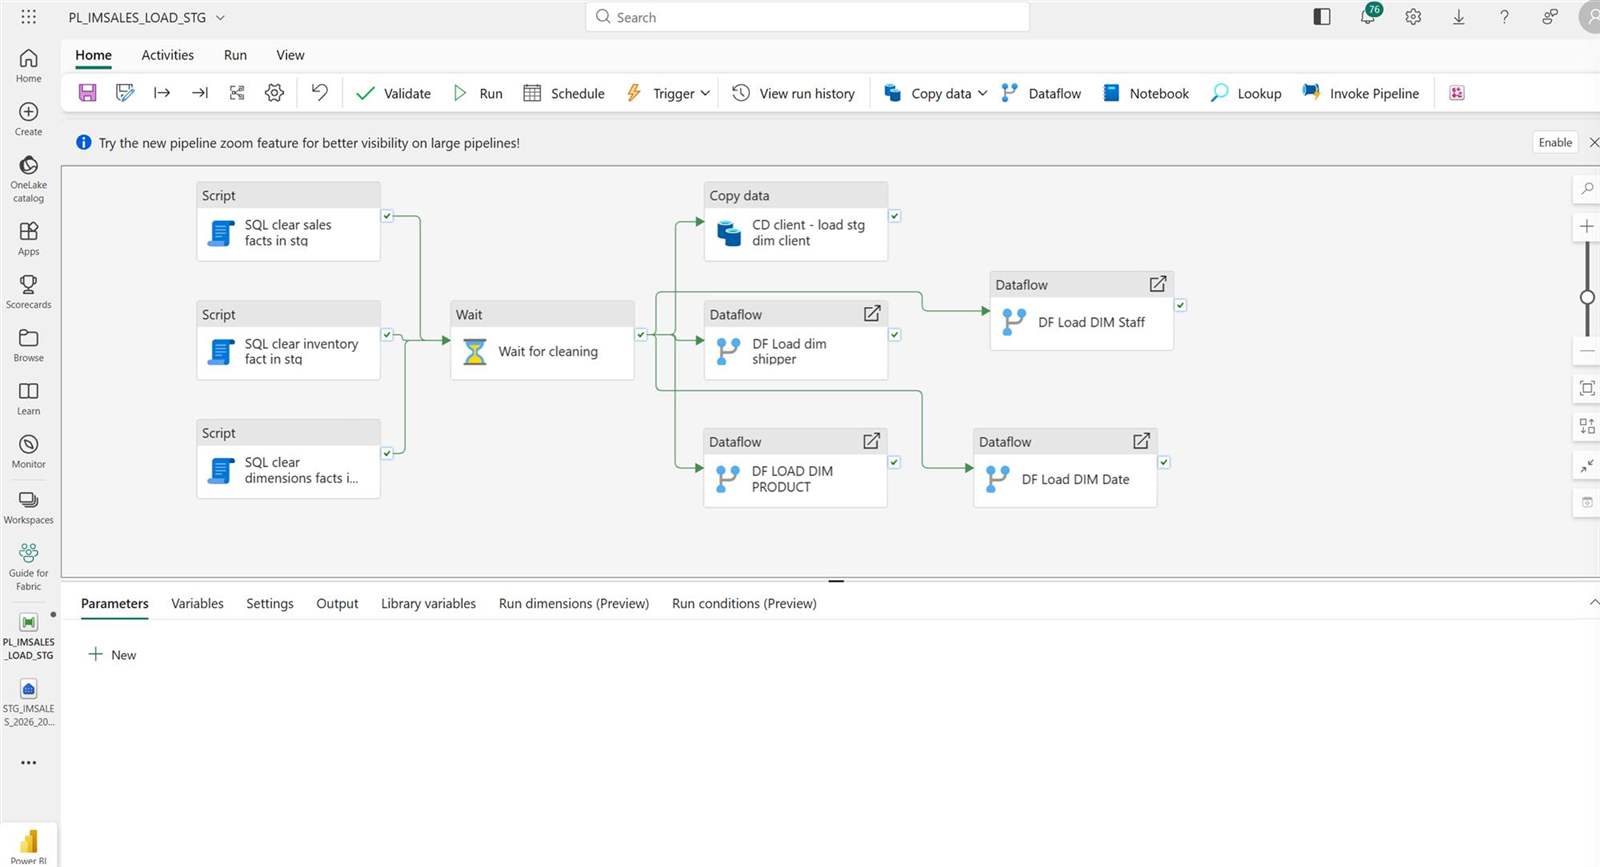 PL_IMSALES_LOAD_STG
Search
76
Home
Activities
Run
View
Validate
Run
Schedule
Trigger
View run history
Copy data
Dataflow
Notebook
Lookup
Invoke Pipeline
Try the new pipeline zoom feature for better visibility on large pipelines!
Enable
Home
Create
OneLake
catalog
Apps
Scorecards
Browse
Learn
Monitor
Workspaces
Guide for
Fabric
PL_IMSALES
_LOAD_STG
STG_IMSALE
S_2026_20...
Power BI
Script
SQL clear sales
facts in stg
Script
SQL clear inventory
fact in stg
Script
SQL clear
dimensions facts i...
Wait
Wait for cleaning
Copy data
CD client - load stg
dim client
Dataflow
DF Load dim
shipper
Dataflow
DF LOAD DIM
PRODUCT
Dataflow
DF Load DIM Staff
Dataflow
DF Load DIM Date
Parameters
Variables
Settings
Output
Library variables
Run dimensions (Preview)
Run conditions (Preview)
New